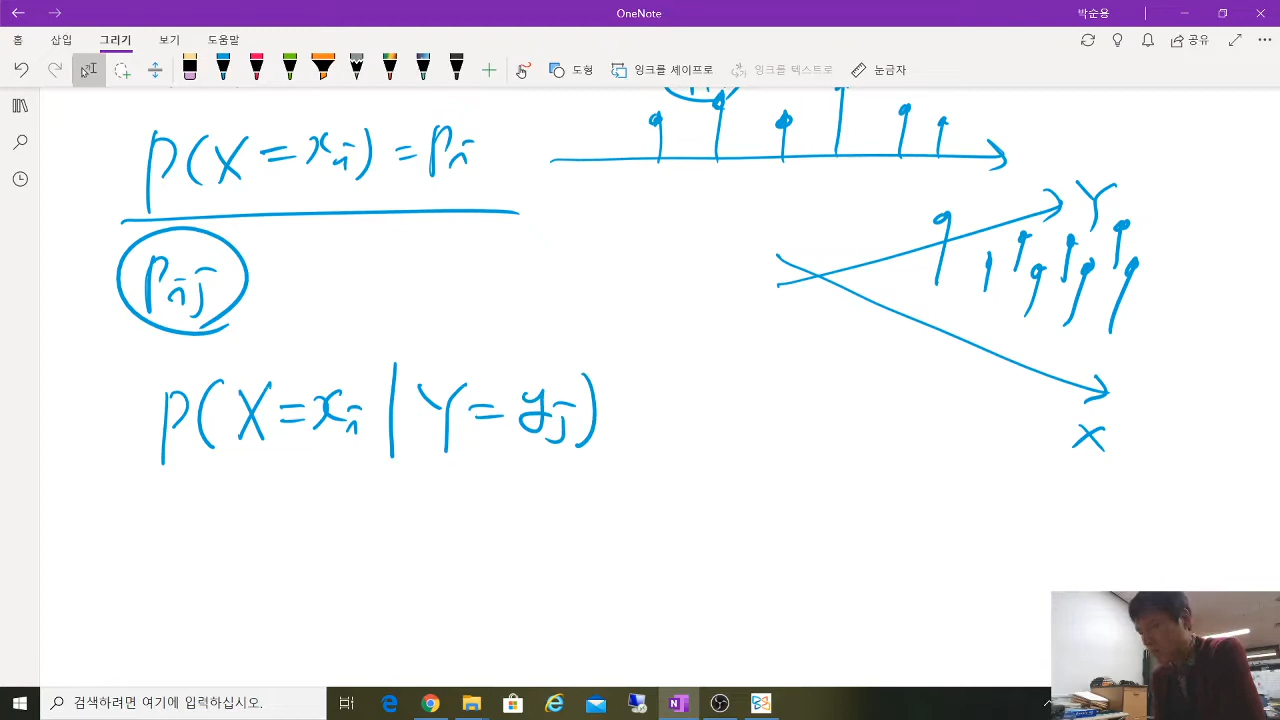 OneNote
박순용
홈 삽입 그리기 보기 도움말
공유
도형 잉크를 셰이프로 잉크를 텍스트로 눈금자
P(X=xᵢ) = pᵢ
pᵢⱼ
Y
P(X=xᵢ | Y=yⱼ)
X
검색하려면 여기에 입력하십시오.